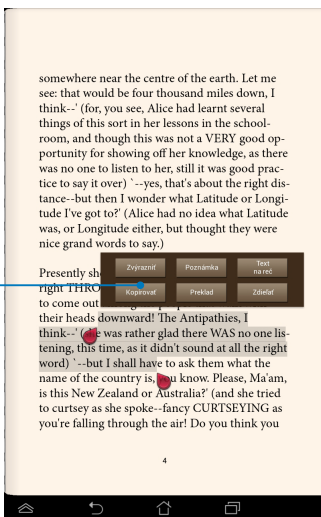 somewhere near the centre of the earth. Let me
see: that would be four thousand miles down, I
think--' (for, you see, Alice had learnt several
things of this sort in her lessons in the school-
room, and though this was not a VERY good op-
portunity for showing off her knowledge, as there
was no one to listen to her, still it was good prac-
tice to say it over) `--yes, that's about the right dis-
tance--but then I wonder what Latitude or Longi-
tude I've got to?' (Alice had no idea what Latitude
was, or Longitude either, but thought they were
nice grand words to say.)
Presently sh
right THRO
to come out
Zvýrazniť Poznámka Text
na reč
Kopírovať Preklad Zdieľať
their heads downward! The Antipathies, I
think--' (she was rather glad there WAS no one lis-
tening, this time, as it didn't sound at all the right
word) `--but I shall have to ask them what the
name of the country is, you know. Please, Ma'am,
is this New Zealand or Australia?' (and she tried
to curtsey as she spoke--fancy CURTSEYING as
you're falling through the air! Do you think you
4